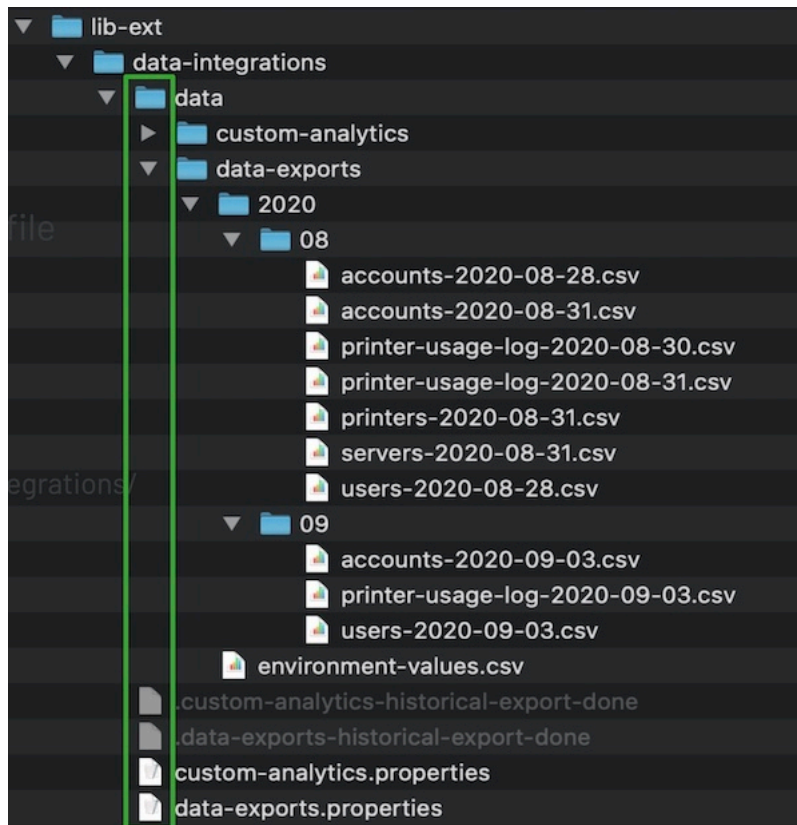 lib-ext
data-integrations
data
custom-analytics
data-exports
2020
file
08
accounts-2020-08-28.csv
accounts-2020-08-31.csv
printer-usage-log-2020-08-30.csv
printer-usage-log-2020-08-31.csv
printers-2020-08-31.csv
servers-2020-08-31.csv
egrations/
users-2020-08-28.csv
09
accounts-2020-09-03.csv
printer-usage-log-2020-09-03.csv
users-2020-09-03.csv
environment-values.csv
.custom-analytics-historical-export-done
.data-exports-historical-export-done
custom-analytics.properties
data-exports.properties